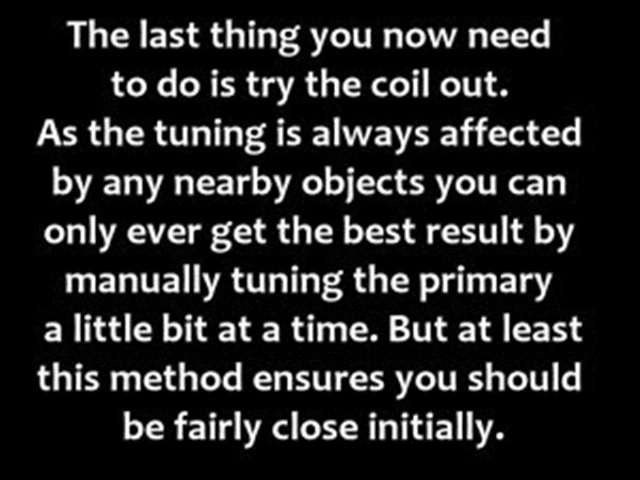 The last thing you now need
to do is try the coil out.
As the tuning is always affected
by any nearby objects you can
only ever get the best result by
manually tuning the primary
a little bit at a time. But at least
this method ensures you should
be fairly close initially.